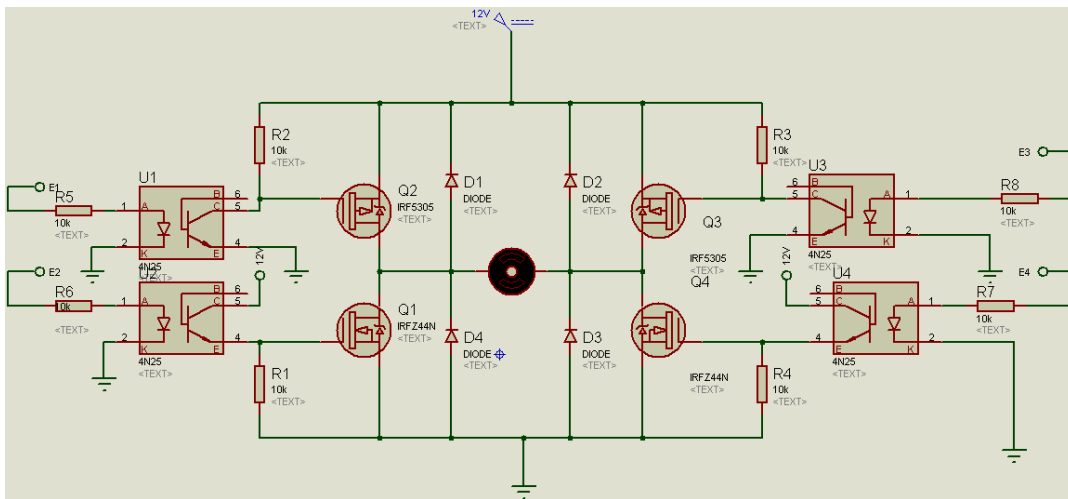 12V
<TEXT>
R2
10k
<TEXT>
R3
10k
<TEXT>
E1
R5
10k
<TEXT>
U1
1
A
2
K
B
C
E
6
5
4
4N25
<TEXT>
Q2
IRF5305
<TEXT>
D1
DIODE
<TEXT>
D2
DIODE
<TEXT>
Q3
IRF5305
<TEXT>
U3
6
5
4
B
C
E
A
K
1
2
4N25
<TEXT>
R8
10k
<TEXT>
E3
E2
R6
10k
<TEXT>
U2
1
A
2
K
B
C
E
6
5
4
4N25
<TEXT>
12V
Q1
IRFZ44N
<TEXT>
D4
DIODE
<TEXT>
D3
DIODE
<TEXT>
Q4
IRFZ44N
<TEXT>
12V
U4
6
5
4
B
C
E
A
K
1
2
4N25
<TEXT>
R7
10k
<TEXT>
E4
R1
10k
<TEXT>
R4
10k
<TEXT>